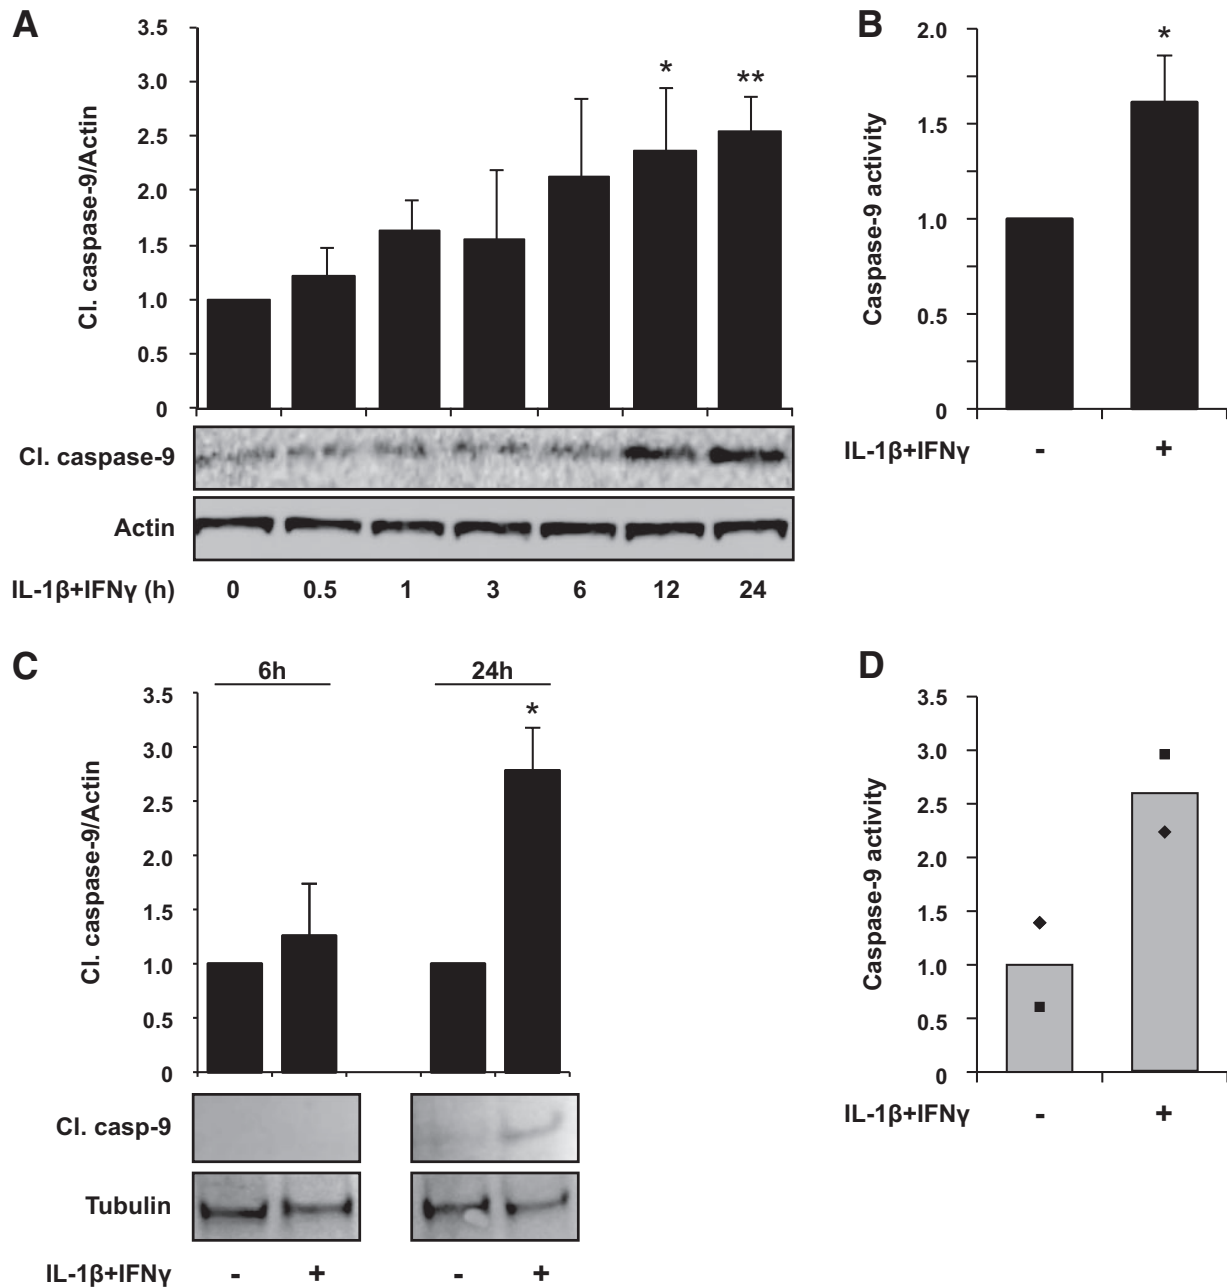 A
3.5
3.0
2.5
2.0
1.5
1.0
0.5
0
Cl. caspase-9/Actin
*
**
Cl. caspase-9
Actin
IL-1β+IFNγ (h) 0 0.5 1 3 6 12 24
B
2.0
1.5
1.0
0.5
0
Caspase-9 activity
*
IL-1β+IFNγ - +
C
6h 24h
3.5
3.0
2.5
2.0
1.5
1.0
0.5
0
Cl. caspase-9/Actin
*
Cl. casp-9
Tubulin
IL-1β+IFNγ - + - +
D
3.5
3.0
2.5
2.0
1.5
1.0
0.5
0
Caspase-9 activity
IL-1β+IFNγ - +